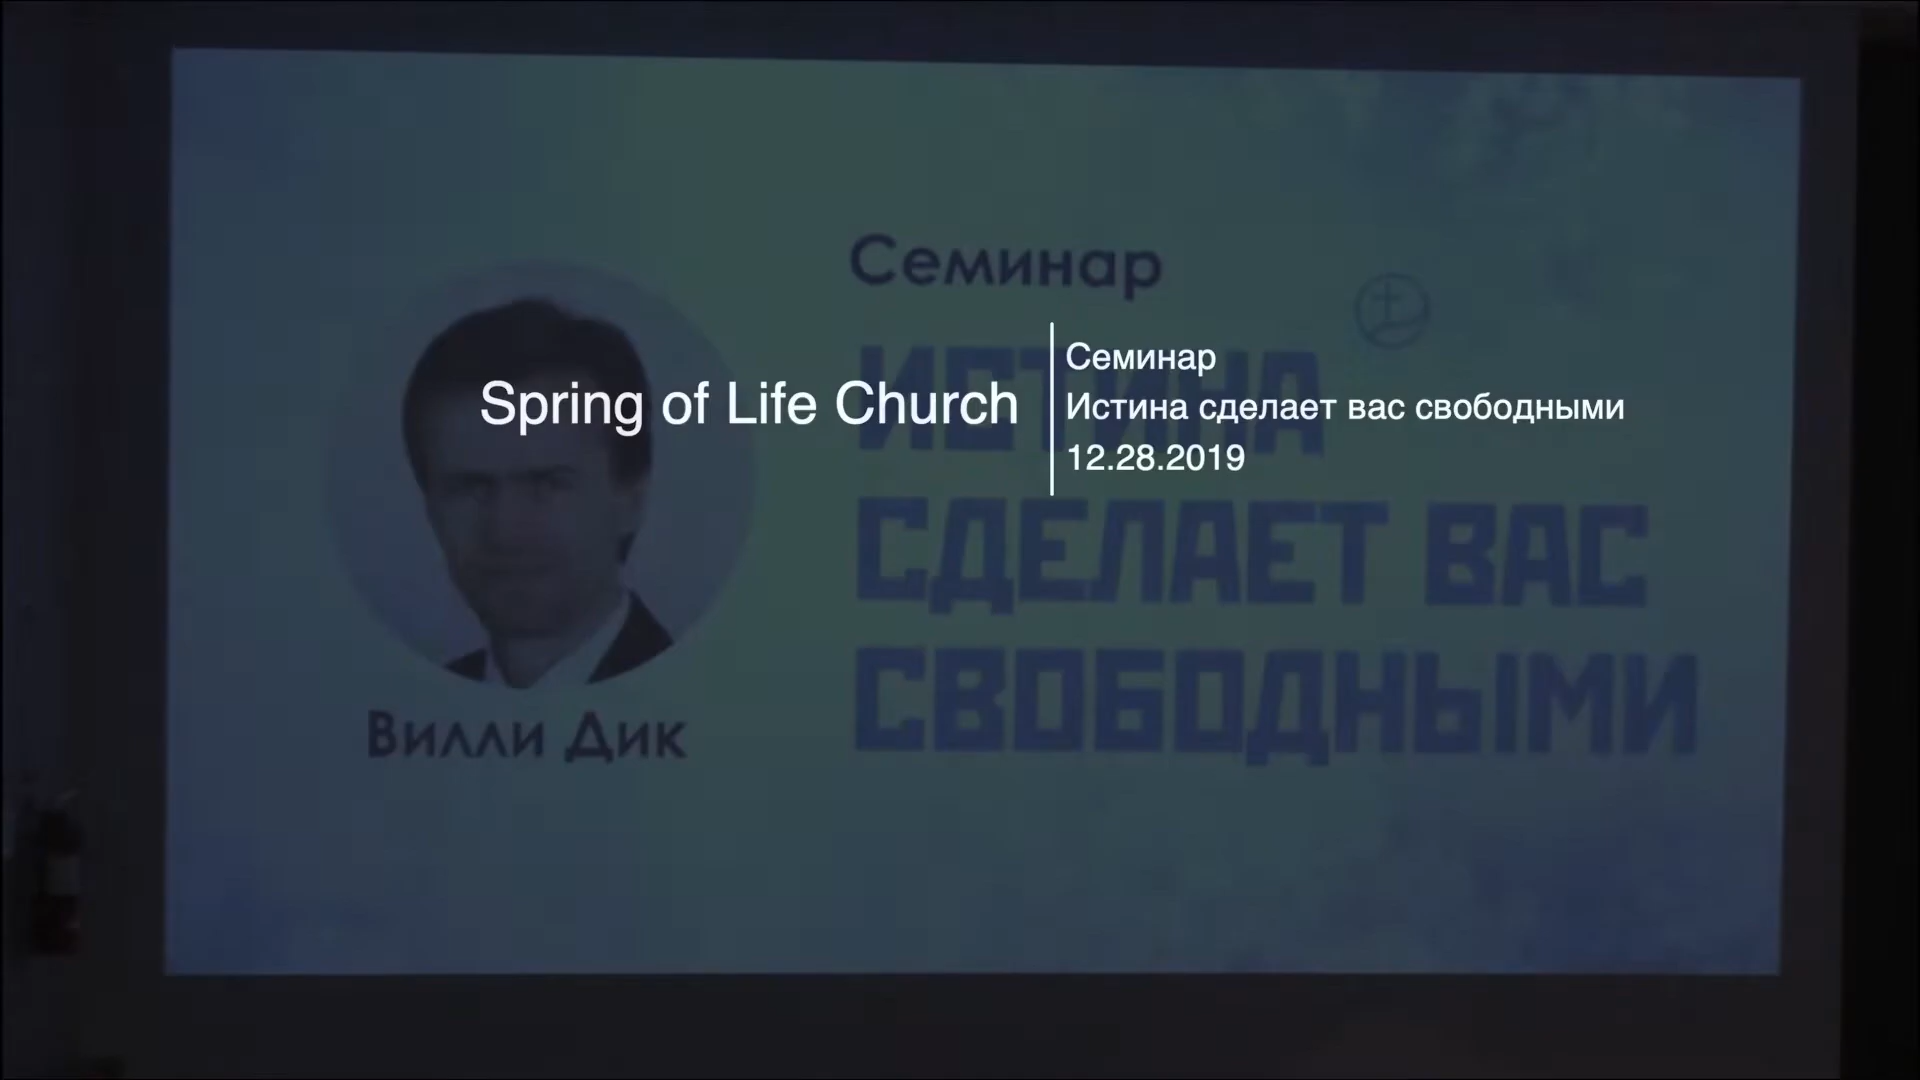 Семинар
ИСТИНА
СДЕЛАЕТ ВАС
СВОБОДНЫМИ
Вилли Дик
Spring of Life Church
Семинар
Истина сделает вас свободными
12.28.2019